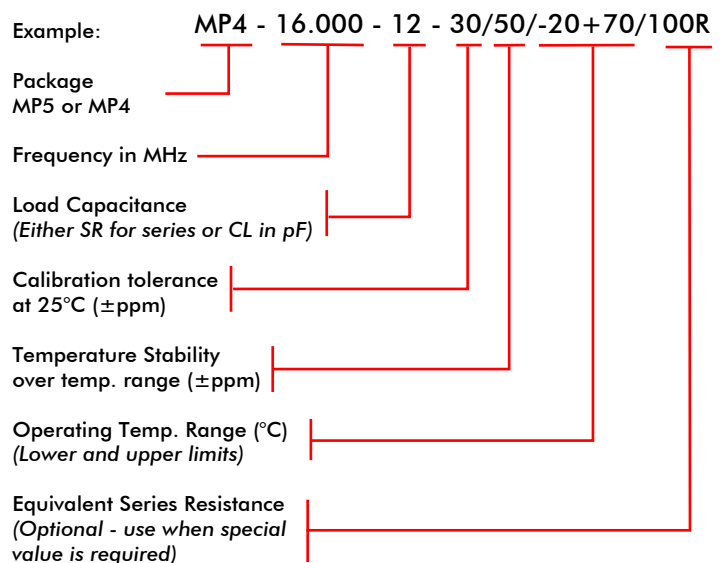 Example: MP4 - 16.000 - 12 - 30/50/-20+70/100R
Package
MP5 or MP4
Frequency in MHz
Load Capacitance
(Either SR for series or CL in pF)
Calibration tolerance
at 25°C (±ppm)
Temperature Stability
over temp. range (±ppm)
Operating Temp. Range (°C)
(Lower and upper limits)
Equivalent Series Resistance
(Optional - use when special
value is required)